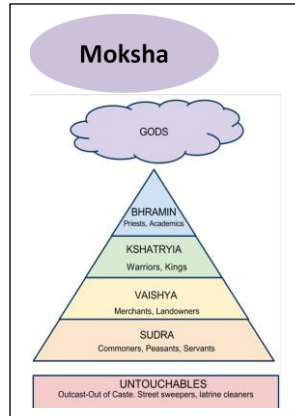 Moksha
GODS
BHRAMIN
Priests, Academics
KSHATRYIA
Warriors, Kings
VAISHYA
Merchants, Landowners
SUDRA
Commoners, Peasants, Servants
UNTOUCHABLES
Outcast-Out of Caste. Street sweepers, latrine cleaners